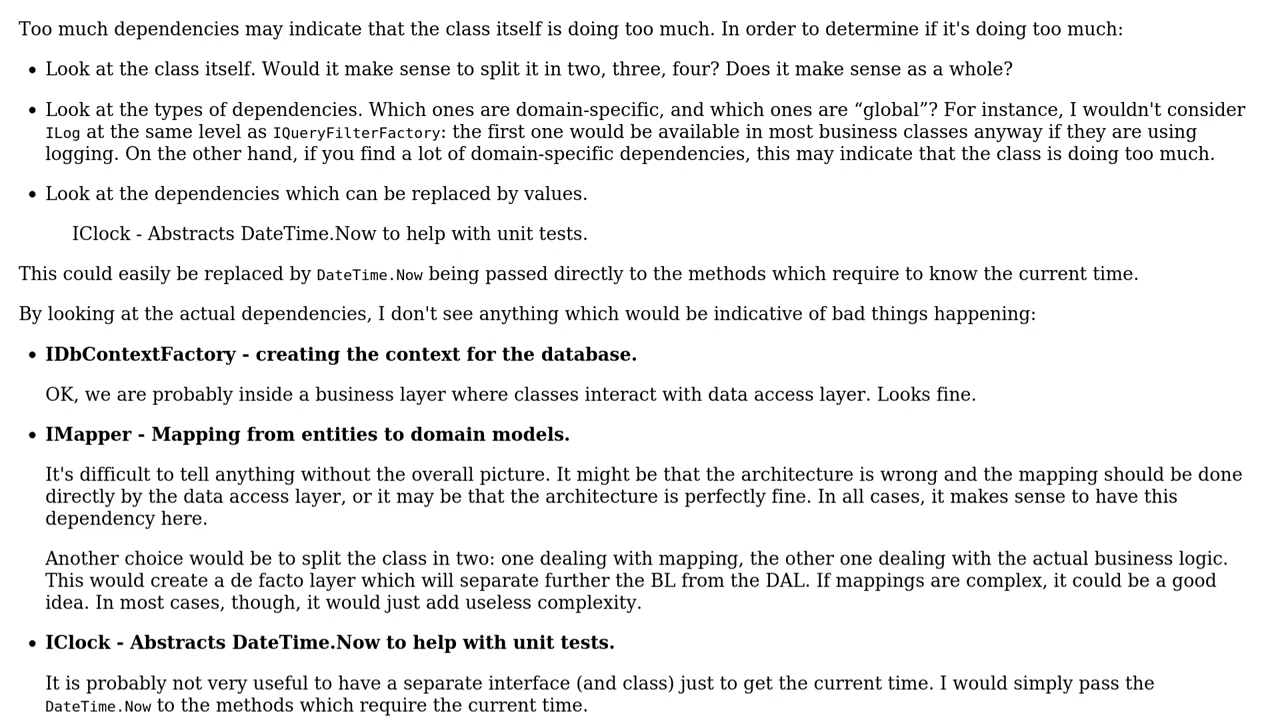 Too much dependencies may indicate that the class itself is doing too much. In order to determine if it's doing too much:
• Look at the class itself. Would it make sense to split it in two, three, four? Does it make sense as a whole?
• Look at the types of dependencies. Which ones are domain-specific, and which ones are “global”? For instance, I wouldn't consider
ILog at the same level as IQueryFilterFactory: the first one would be available in most business classes anyway if they are using
logging. On the other hand, if you find a lot of domain-specific dependencies, this may indicate that the class is doing too much.
• Look at the dependencies which can be replaced by values.
IClock - Abstracts DateTime.Now to help with unit tests.
This could easily be replaced by DateTime.Now being passed directly to the methods which require to know the current time.
By looking at the actual dependencies, I don't see anything which would be indicative of bad things happening:
• IDbContextFactory - creating the context for the database.
OK, we are probably inside a business layer where classes interact with data access layer. Looks fine.
• IMapper - Mapping from entities to domain models.
It's difficult to tell anything without the overall picture. It might be that the architecture is wrong and the mapping should be done
directly by the data access layer, or it may be that the architecture is perfectly fine. In all cases, it makes sense to have this
dependency here.
Another choice would be to split the class in two: one dealing with mapping, the other one dealing with the actual business logic.
This would create a de facto layer which will separate further the BL from the DAL. If mappings are complex, it could be a good
idea. In most cases, though, it would just add useless complexity.
• IClock - Abstracts DateTime.Now to help with unit tests.
It is probably not very useful to have a separate interface (and class) just to get the current time. I would simply pass the
DateTime.Now to the methods which require the current time.